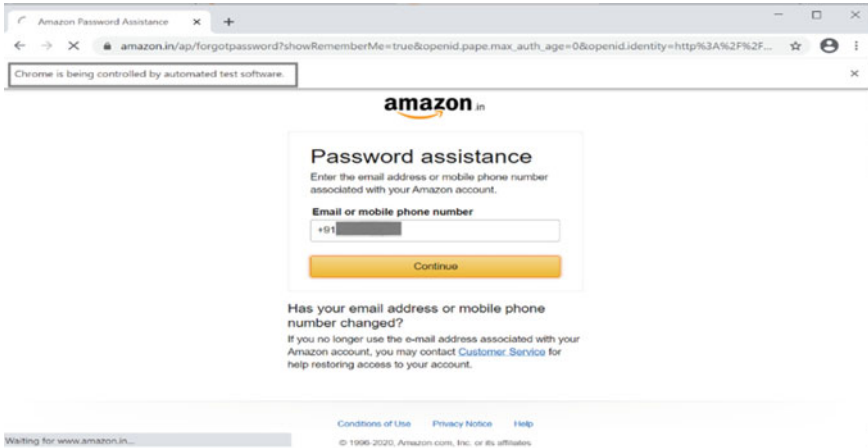 Amazon Password Assistance
amazon.in/ap/forgotpassword?showRememberMe=true&openid.pape.max_auth_age=0&openid.identity=http%3A%2F%2F...
Chrome is being controlled by automated test software.
amazon.in
Password assistance
Enter the email address or mobile phone number
associated with your Amazon account.
Email or mobile phone number
+91
Continue
Has your email address or mobile phone
number changed?
If you no longer use the e-mail address associated with your
Amazon account, you may contact Customer Service for
help restoring access to your account.
Conditions of Use Privacy Notice Help
Waiting for www.amazon.in...
© 1996-2020, Amazon.com, Inc. or its affiliates